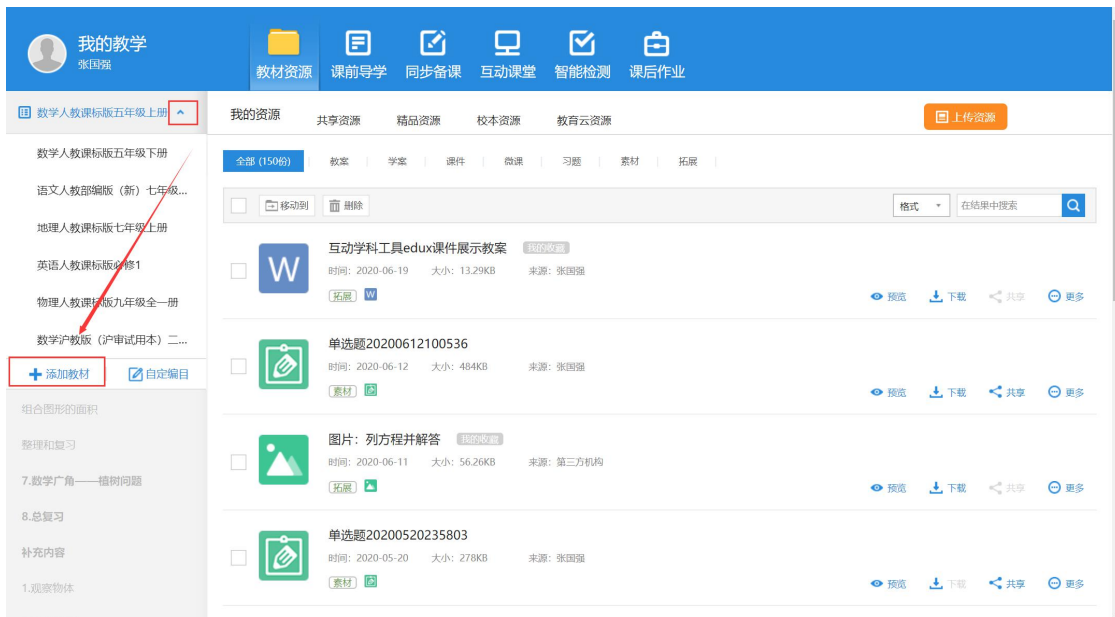 我的教学
张国强
教材资源 课前导学 同步备课 互动课堂 智能检测 课后作业
数学人教课标版五年级上册
数学人教课标版五年级下册
语文人教部编版（新）七年级...
地理人教课标版七年级上册
英语人教课标版必修1
物理人教课标版九年级全一册
数学沪教版（沪审试用本）二...
添加教材 自定编目
组合图形的面积
整理和复习
7.数学广角——植树问题
8.总复习
补充内容
1.观察物体
我的资源 共享资源 精品资源 校本资源 教育云资源 上传资源
全部 (150份) 教案 学案 课件 微课 习题 素材 拓展
移动到 删除 格式 在结果中搜索
W 互动学科工具edux课件展示教案 我的收藏
时间：2020-06-19 大小：13.29KB 来源：张国强
拓展 W
预览 下载 共享 更多
单选题20200612100536
时间：2020-06-12 大小：484KB 来源：张国强
素材
预览 下载 共享 更多
图片：列方程并解答 我的收藏
时间：2020-06-11 大小：56.26KB 来源：第三方机构
拓展
预览 下载 共享 更多
单选题20200520235803
时间：2020-05-20 大小：278KB 来源：张国强
素材
预览 下载 共享 更多